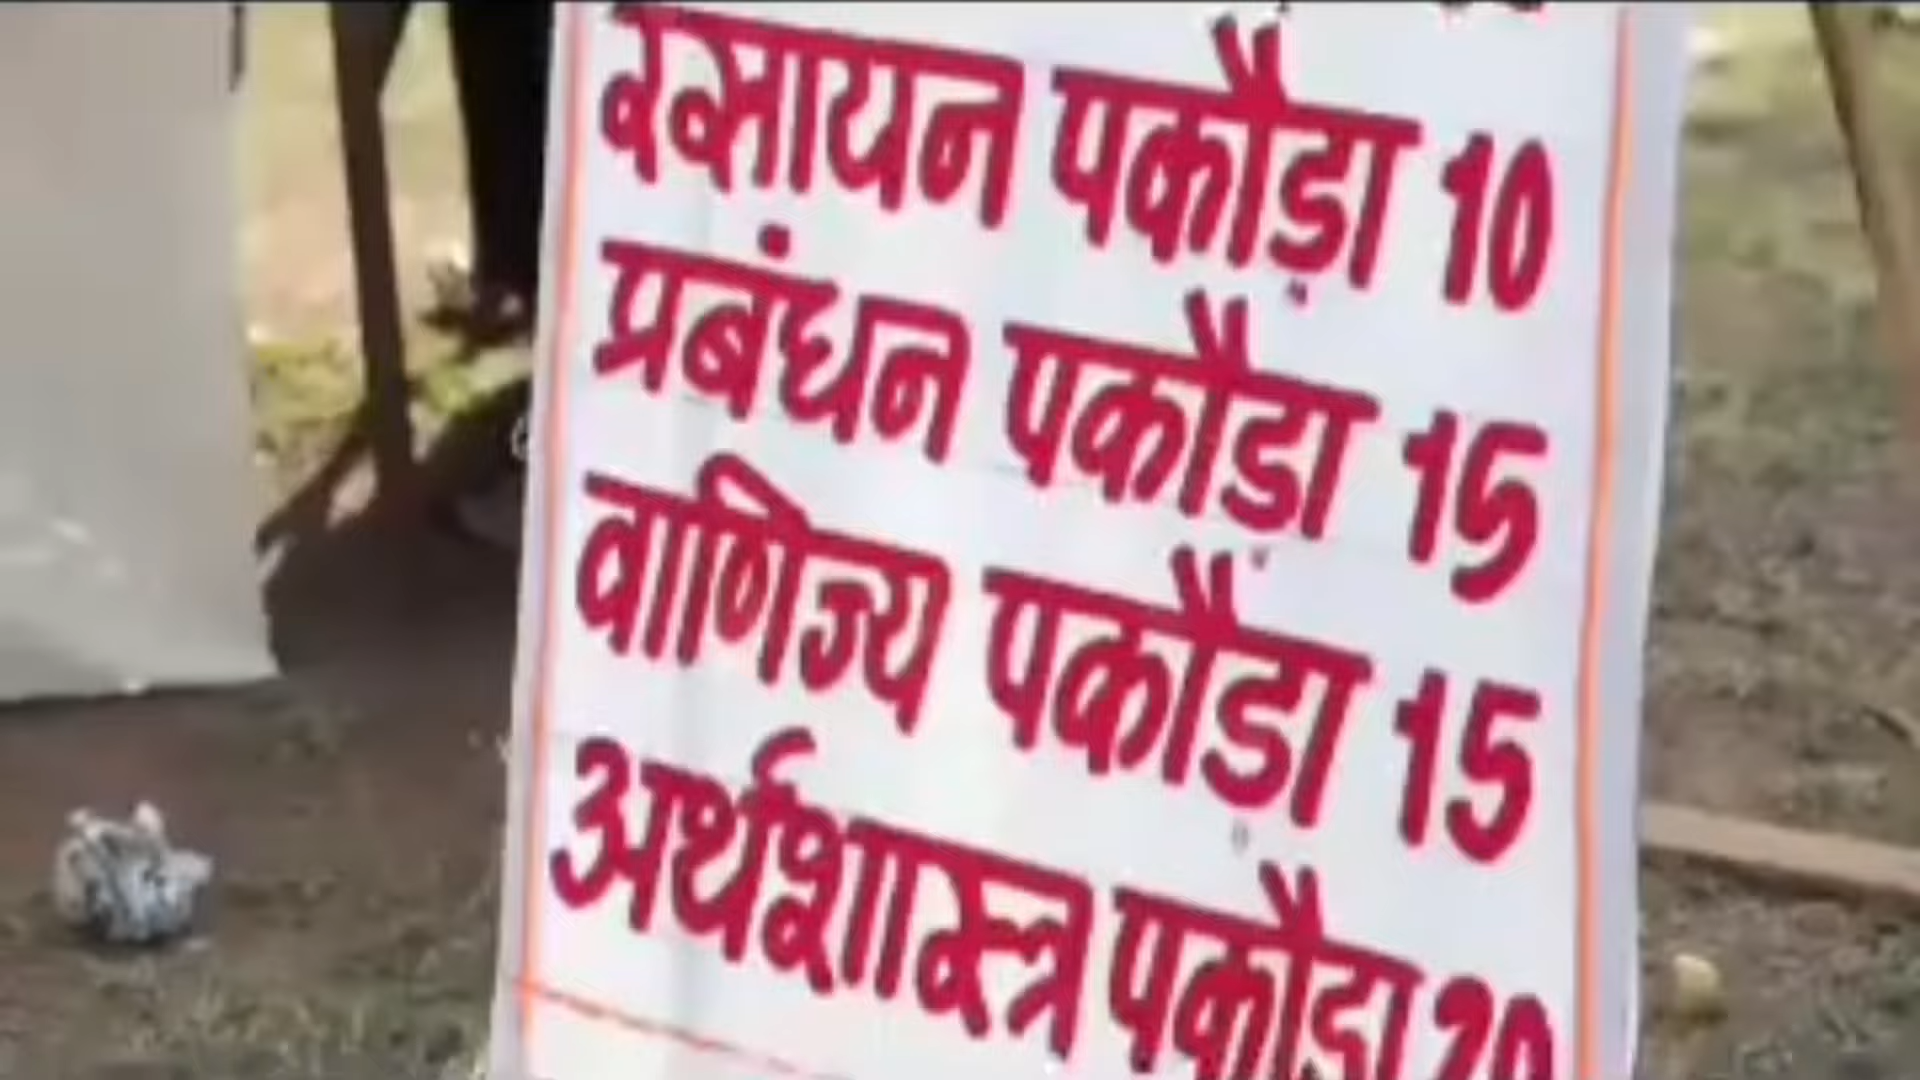 रसायन पकौड़ा 10
प्रबंधन पकौड़ा 15
वाणिज्य पकौड़ा 15
अर्थशास्त्र पकौड़ा 20